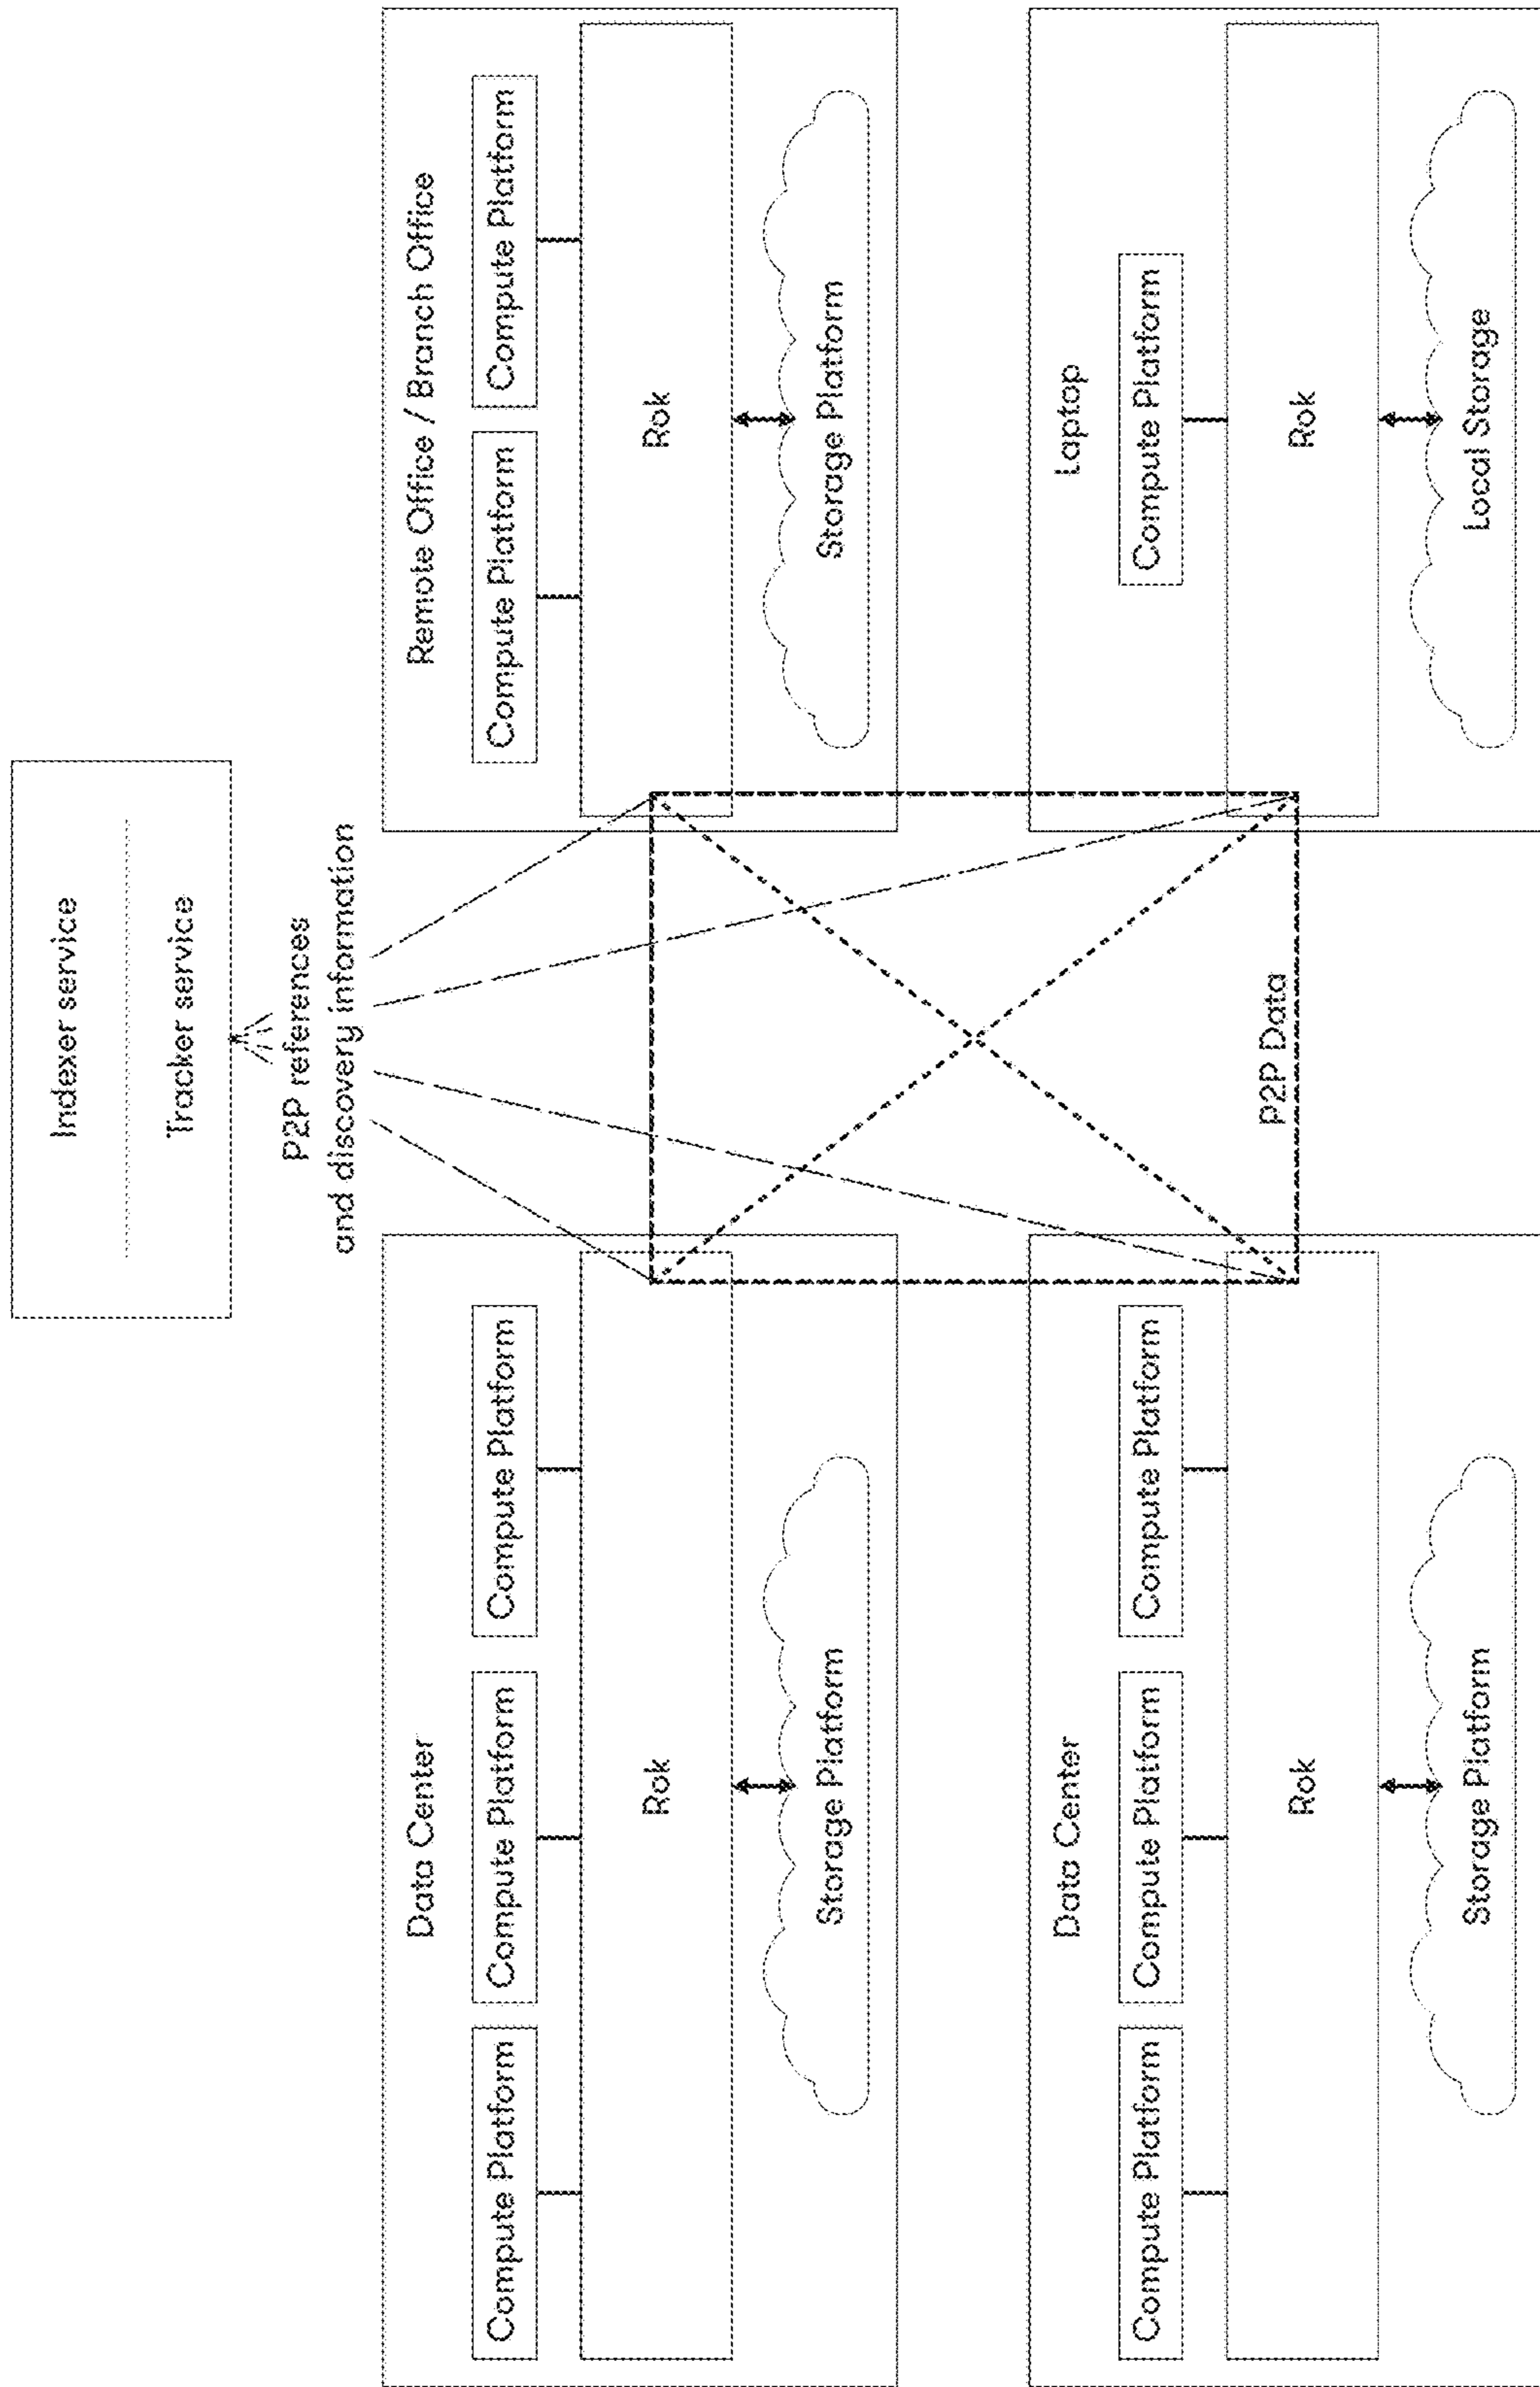 Indexer service
Tracker service
P2P references
and discovery information
Data Center
Compute Platform
Compute Platform
Compute Platform
Rok
Storage Platform
Remote Office / Branch Office
Compute Platform
Compute Platform
Rok
Storage Platform
P2P Data
Data Center
Compute Platform
Compute Platform
Compute Platform
Rok
Storage Platform
Laptop
Compute Platform
Rok
Local Storage